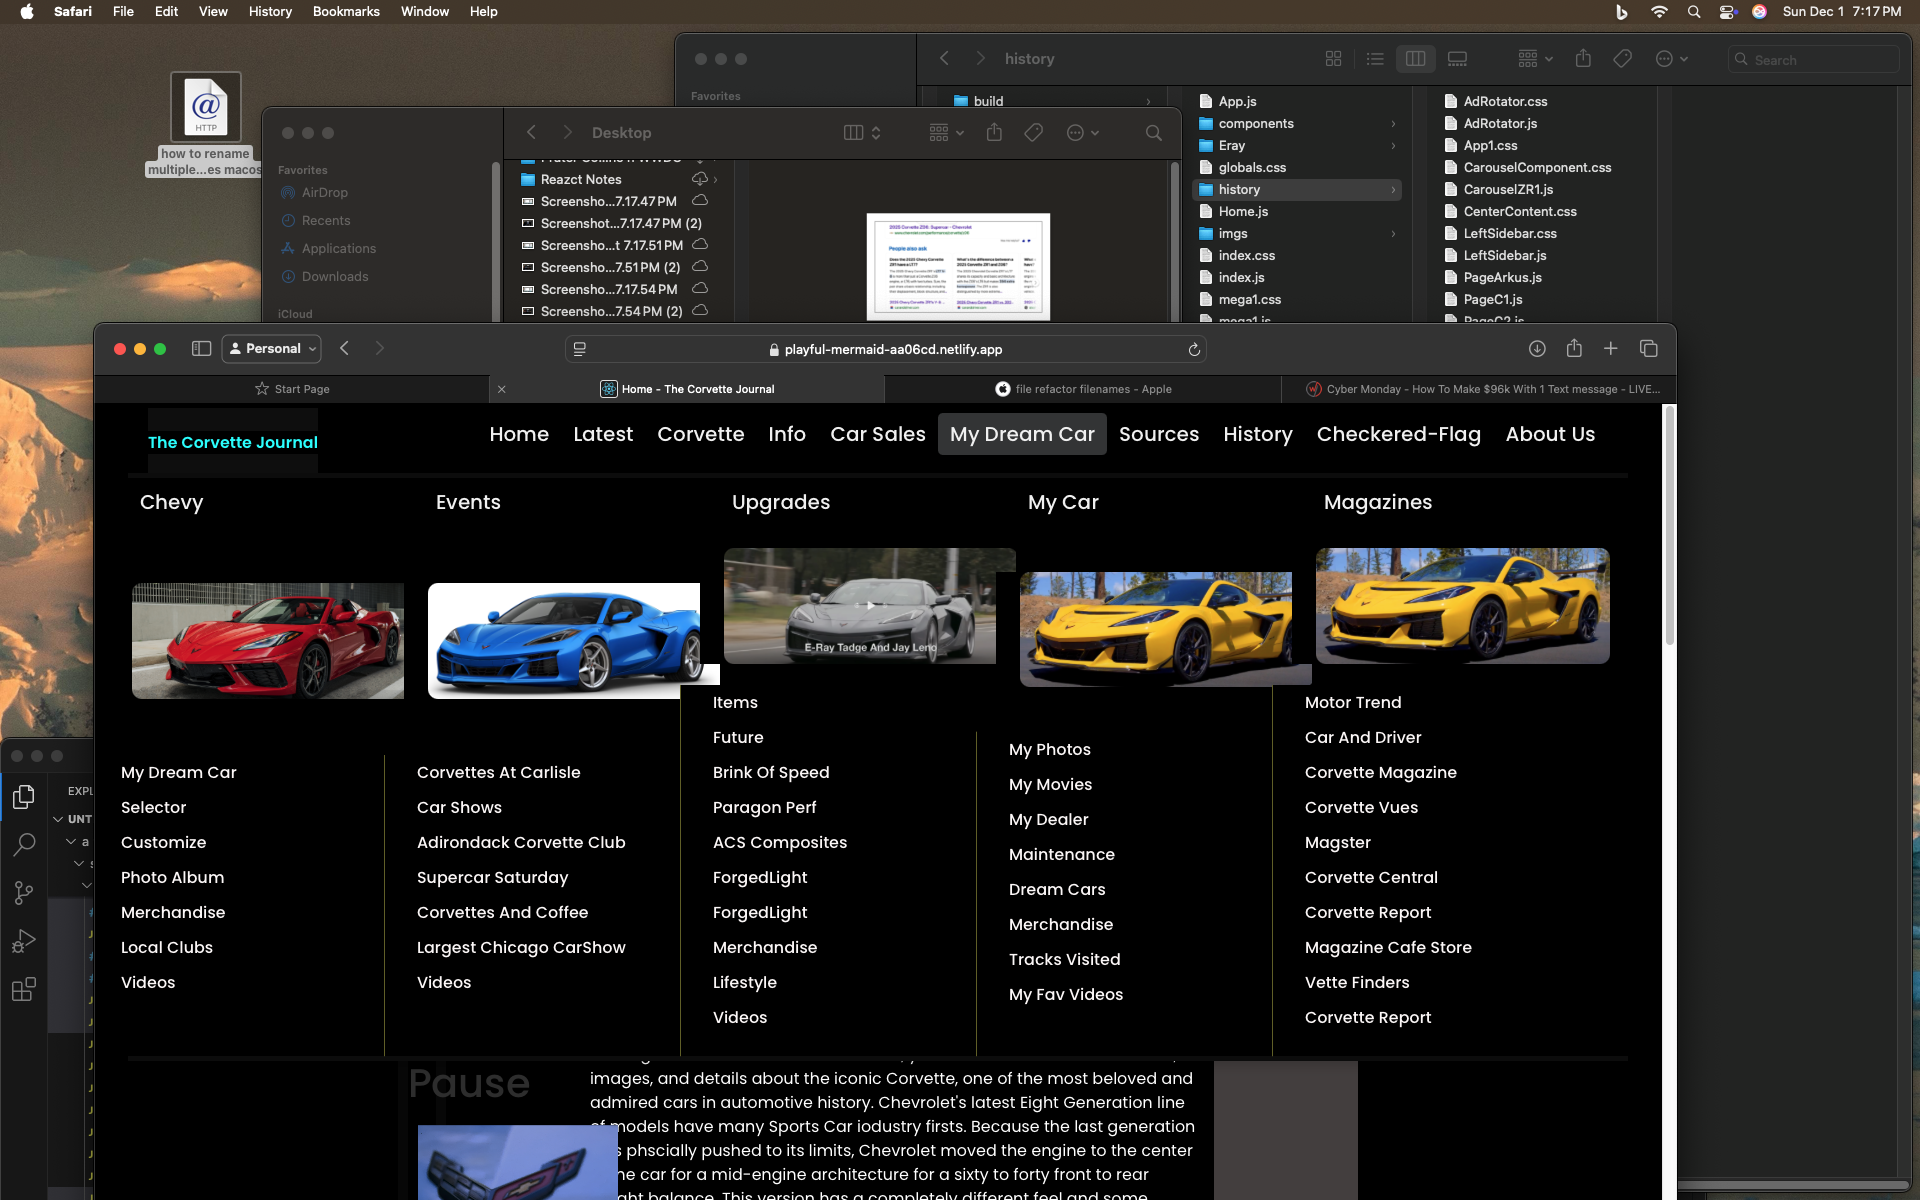 Safari File Edit View History Bookmarks Window Help
Sun Dec 1 7:17 PM
@
HTTP
how to rename
multiple...es macos
history
Search
Favorites
build
App.js
components
Eray
globals.css
history
Home.js
imgs
index.css
index.js
mega1.css
mega1.js
AdRotator.css
AdRotator.js
App1.css
CarouselComponent.css
CarouselZR1.js
CenterContent.css
LeftSidebar.css
LeftSidebar.js
PageArkus.js
PageC1.js
PageC2.js
Desktop
Favorites
AirDrop
Recents
Applications
Downloads
iCloud
Reazct Notes
Screensho...7.17.47 PM
Screenshot...7.17.47 PM (2)
Screensho...t 7.17.51 PM
Screensho...7.51 PM (2)
Screensho...7.17.54 PM
Screensho...7.54 PM (2)
People also ask
Personal
playful-mermaid-aa06cd.netlify.app
Start Page
Home - The Corvette Journal
file refactor filenames - Apple
Cyber Monday - How To Make $96k With 1 Text message - LIVE...
The Corvette Journal
Home Latest Corvette Info Car Sales My Dream Car Sources History Checkered-Flag About Us
Chevy
My Dream Car
Selector
Customize
Photo Album
Merchandise
Local Clubs
Videos
Events
Corvettes At Carlisle
Car Shows
Adirondack Corvette Club
Supercar Saturday
Corvettes And Coffee
Largest Chicago CarShow
Videos
Upgrades
E-Ray Tadge And Jay Leno
Items
Future
Brink Of Speed
Paragon Perf
ACS Composites
ForgedLight
ForgedLight
Merchandise
Lifestyle
Videos
My Car
My Photos
My Movies
My Dealer
Maintenance
Dream Cars
Merchandise
Tracks Visited
My Fav Videos
Magazines
Motor Trend
Car And Driver
Corvette Magazine
Corvette Vues
Magster
Corvette Central
Corvette Report
Magazine Cafe Store
Vette Finders
Corvette Report
Pause
images, and details about the iconic Corvette, one of the most beloved and
admired cars in automotive history. Chevrolet's latest Eight Generation line
of models have many Sports Car iodustry firsts. Because the last generation
phscially pushed to its limits, Chevrolet moved the engine to the center
car for a mid-engine architecture for a sixty to forty front to rear
balance. This version has a completely different feel and some
EXPL
UNT
a